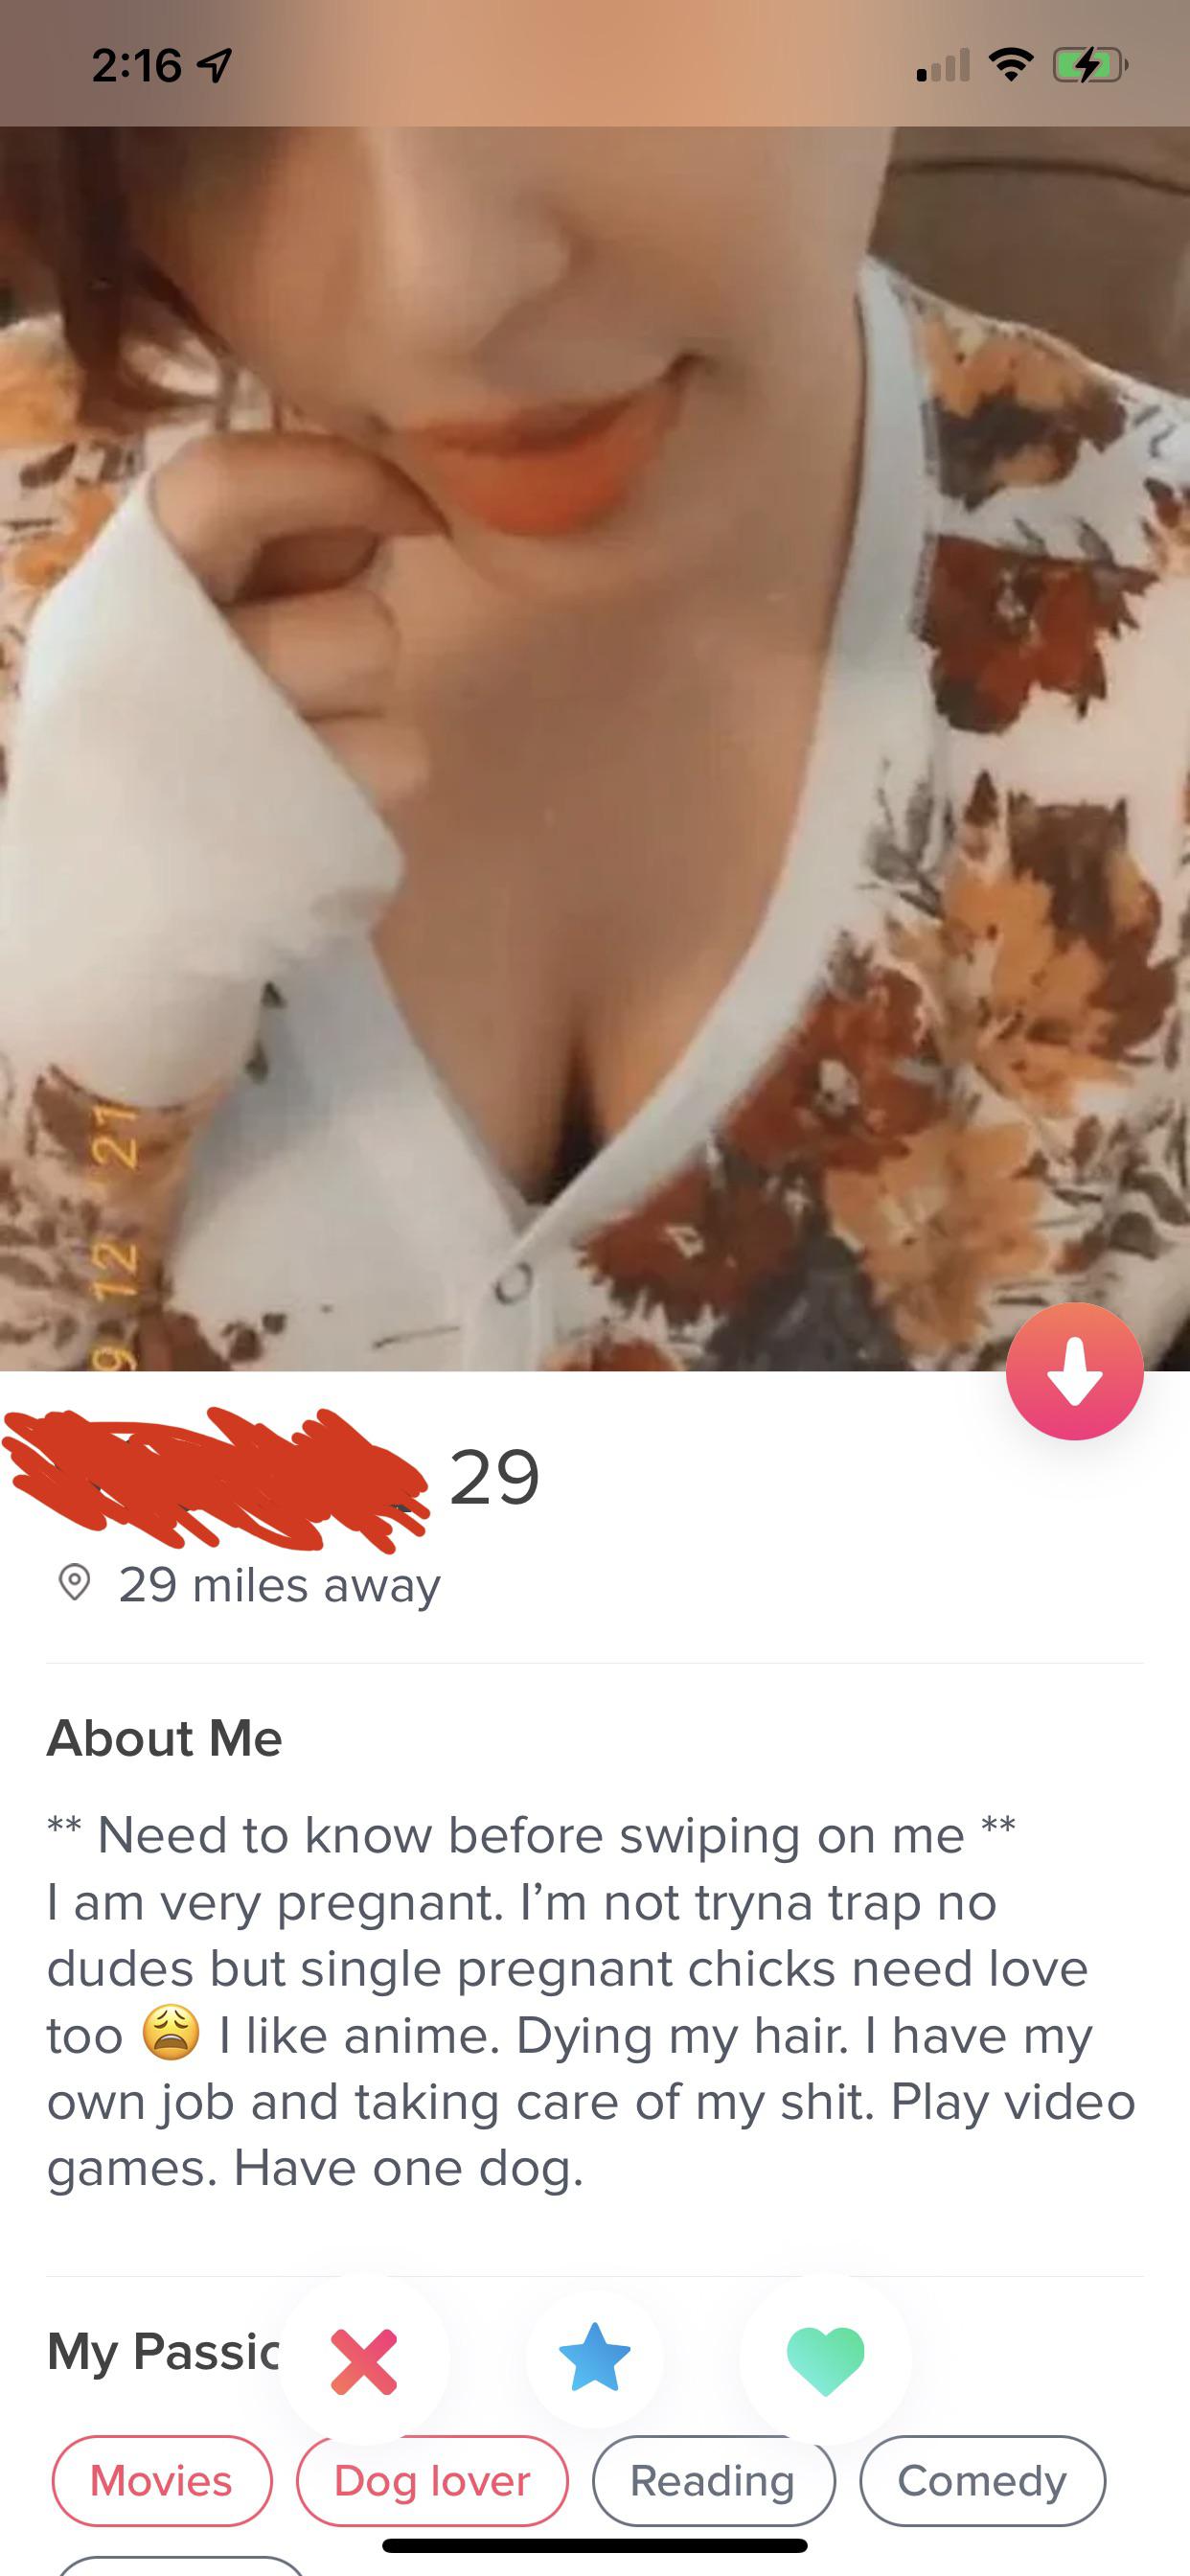 2:16
9 12 '21
29
29 miles away
About Me
** Need to know before swiping on me **
I am very pregnant. I’m not tryna trap no
dudes but single pregnant chicks need love
too 😩 I like anime. Dying my hair. I have my
own job and taking care of my shit. Play video
games. Have one dog.
My
Movies
Dog lover
Reading
Comedy